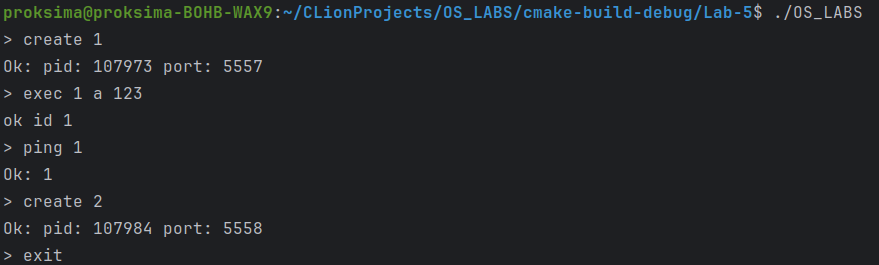 proksima@proksima-BOHB-WAX9:~/CLionProjects/OS_LABS/cmake-build-debug/Lab-5$ ./OS_LABS
> create 1
Ok: pid: 107973 port: 5557
> exec 1 a 123
ok id 1
> ping 1
Ok: 1
> create 2
Ok: pid: 107984 port: 5558
> exit